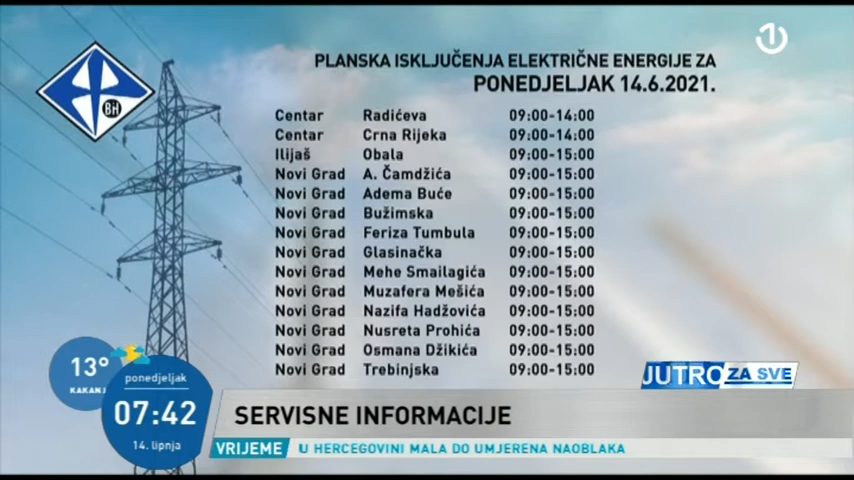 1
PLANSKA ISKLJUČENJA ELEKTRIČNE ENERGIJE ZA
PONEDJELJAK 14.6.2021.
BiH
Centar Radićeva 09:00-14:00
Centar Crna Rijeka 09:00-14:00
Ilijaš Obala 09:00-15:00
Novi Grad A. Čamdžića 09:00-15:00
Novi Grad Adema Buće 09:00-15:00
Novi Grad Bužimska 09:00-15:00
Novi Grad Feriza Tumbula 09:00-15:00
Novi Grad Glasinačka 09:00-15:00
Novi Grad Mehe Smailagića 09:00-15:00
Novi Grad Muzafera Mešića 09:00-15:00
Novi Grad Nazifa Hadžovića 09:00-15:00
Novi Grad Nusreta Prohića 09:00-15:00
Novi Grad Osmana Džikića 09:00-15:00
Novi Grad Trebinjska 09:00-15:00
13°
KAKANJ
ponedjeljak
07:42
14. lipnja
JUTRO ZA SVE
SERVISNE INFORMACIJE
VRIJEME U HERCEGOVINI MALA DO UMJERENA NAOBLAKA